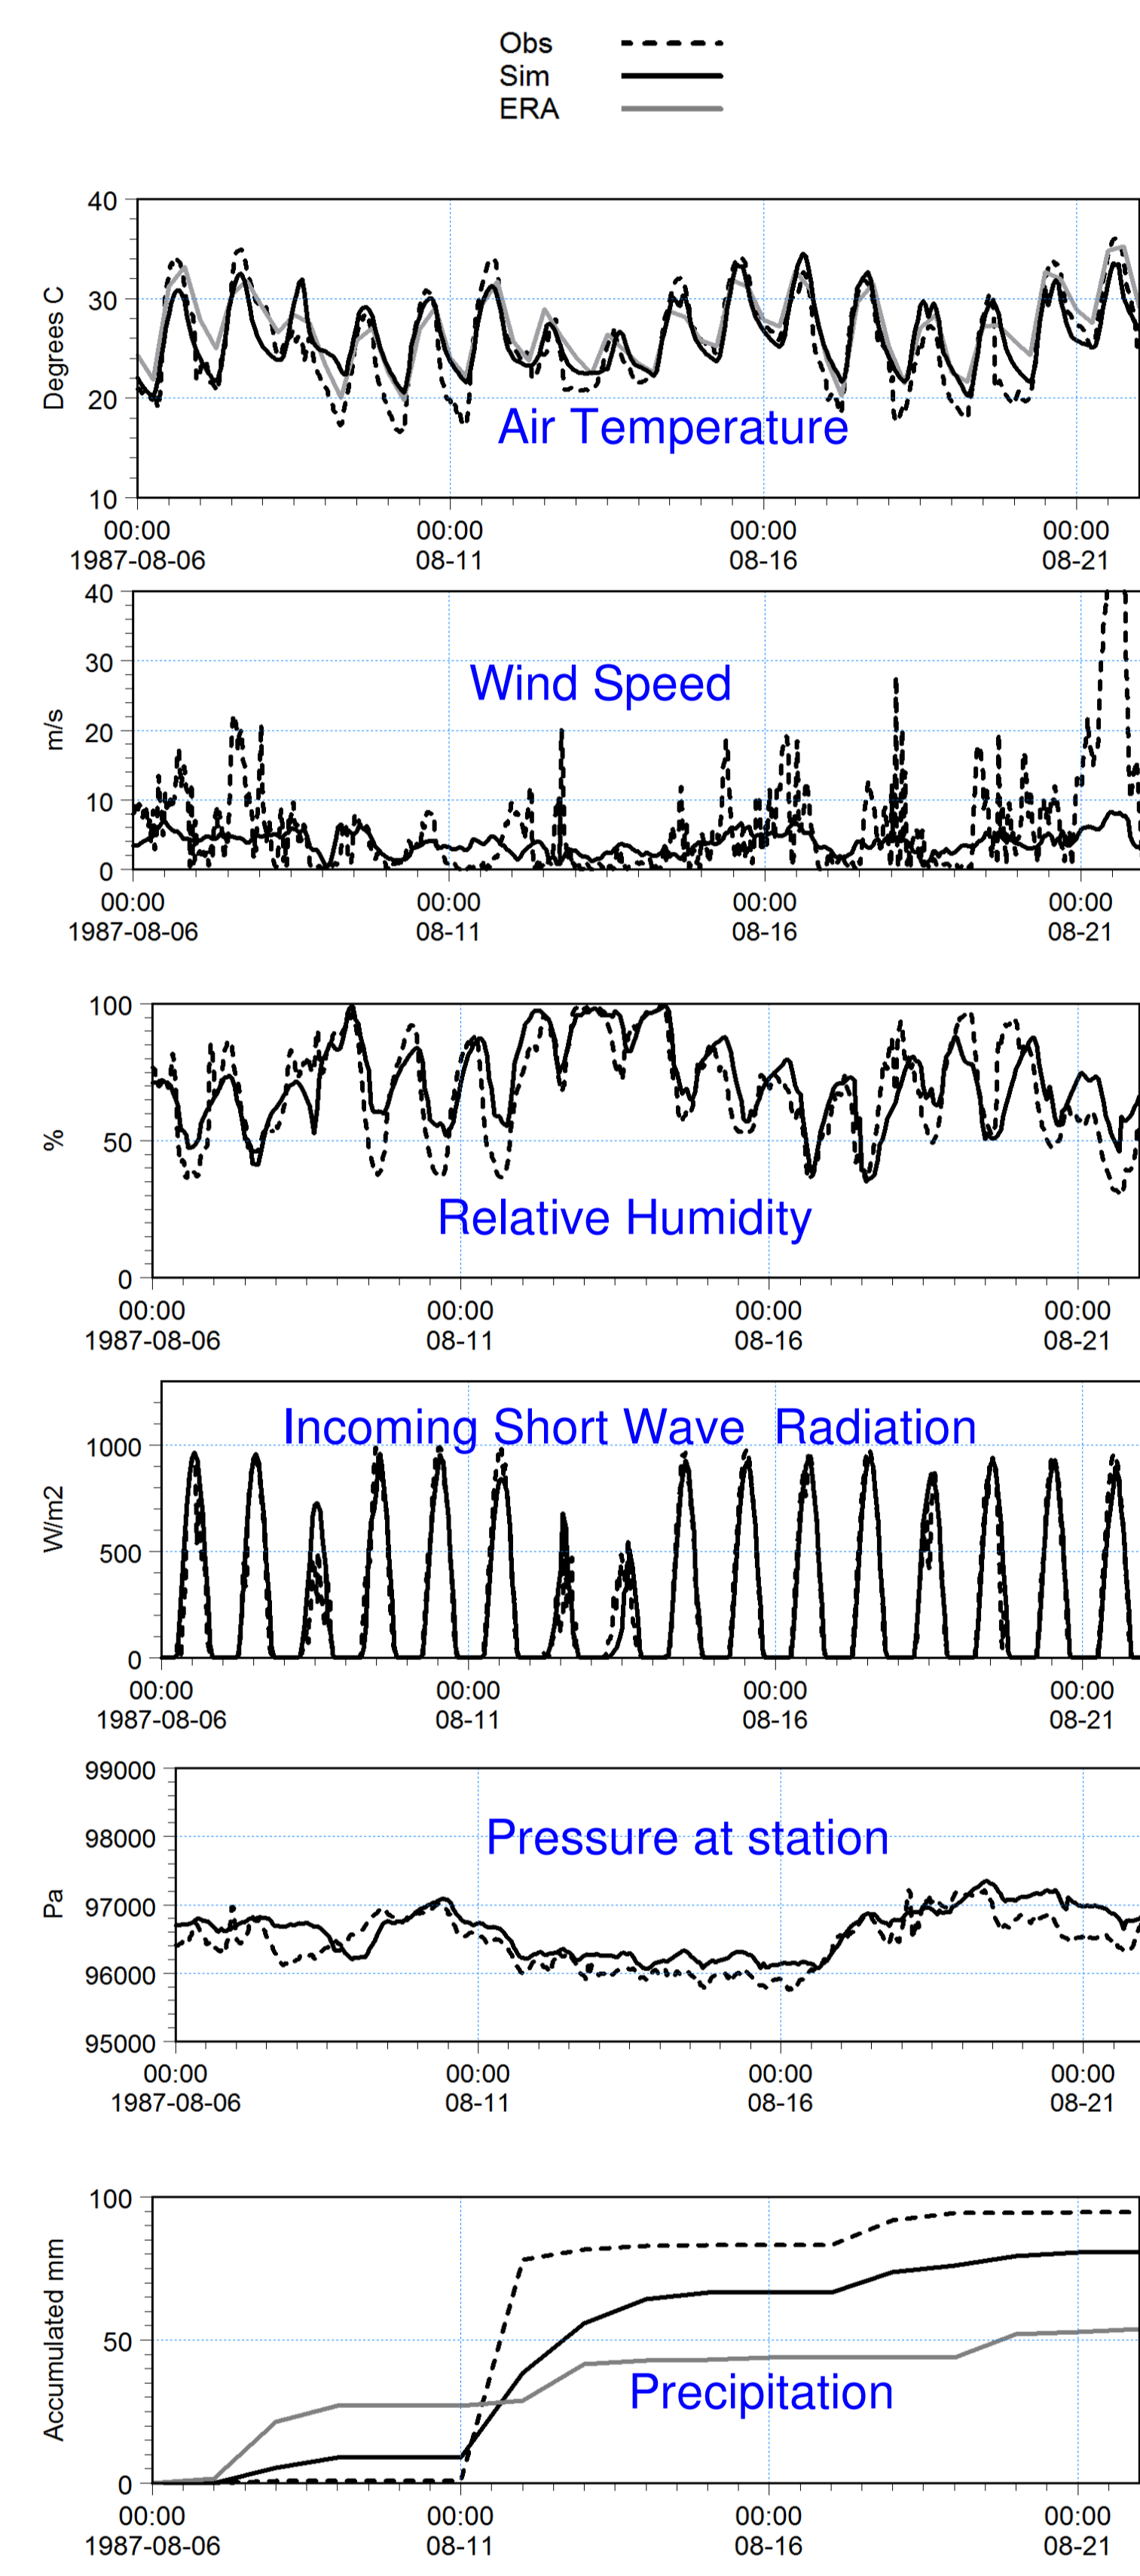 Obs
Sim
ERA
40
30
20
10
Degrees C
Air Temperature
00:00 00:00 00:00 00:00
1987-08-06 08-11 08-16 08-21
40
30
20
10
0
m/s
Wind Speed
00:00 00:00 00:00 00:00
1987-08-06 08-11 08-16 08-21
100
50
0
%
Relative Humidity
00:00 00:00 00:00 00:00
1987-08-06 08-11 08-16 08-21
Incoming Short Wave Radiation
1000
500
0
W/m2
00:00 00:00 00:00 00:00
1987-08-06 08-11 08-16 08-21
99000
98000
97000
96000
95000
Pa
Pressure at station
00:00 00:00 00:00 00:00
1987-08-06 08-11 08-16 08-21
100
50
0
Accumulated mm
Precipitation
00:00 00:00 00:00 00:00
1987-08-06 08-11 08-16 08-21